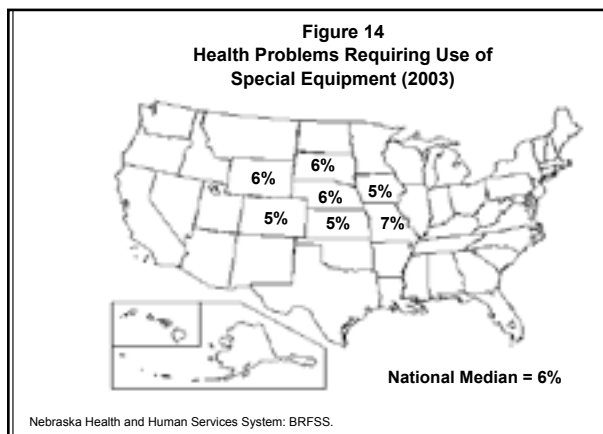 Figure 14
Health Problems Requiring Use of
Special Equipment (2003)
6%
6%
6%
5%
5%
5%
7%
National Median = 6%
Nebraska Health and Human Services System: BRFSS.